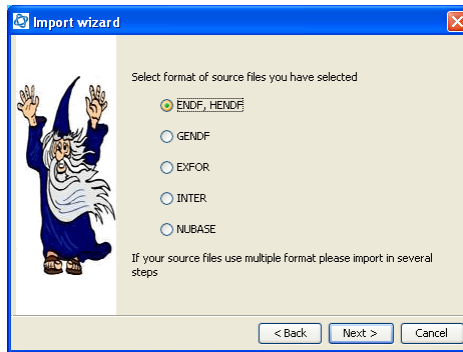 Import wizard
Select format of source files you have selected
ENDF, HENDF
GENDF
EXFOR
INTER
NUBASE
If your source files use multiple format please import in several
steps
< Back
Next >
Cancel